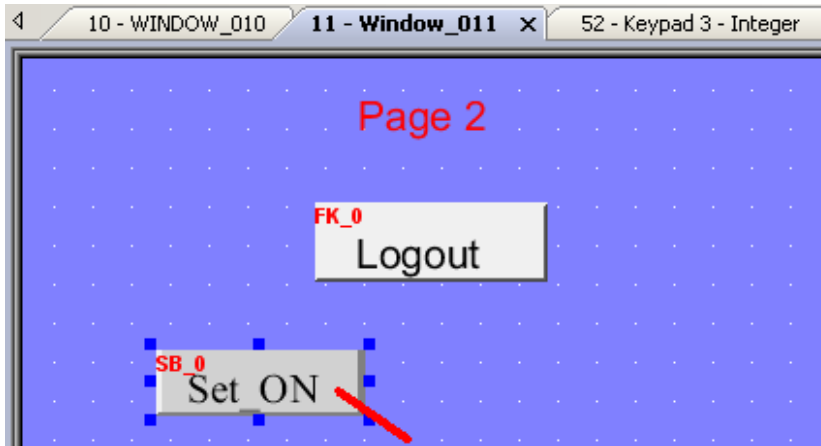 10 - WINDOW_010
11 - Window_011
52 - Keypad 3 - Integer
Page 2
FK_0
Logout
SB_0
Set_ON